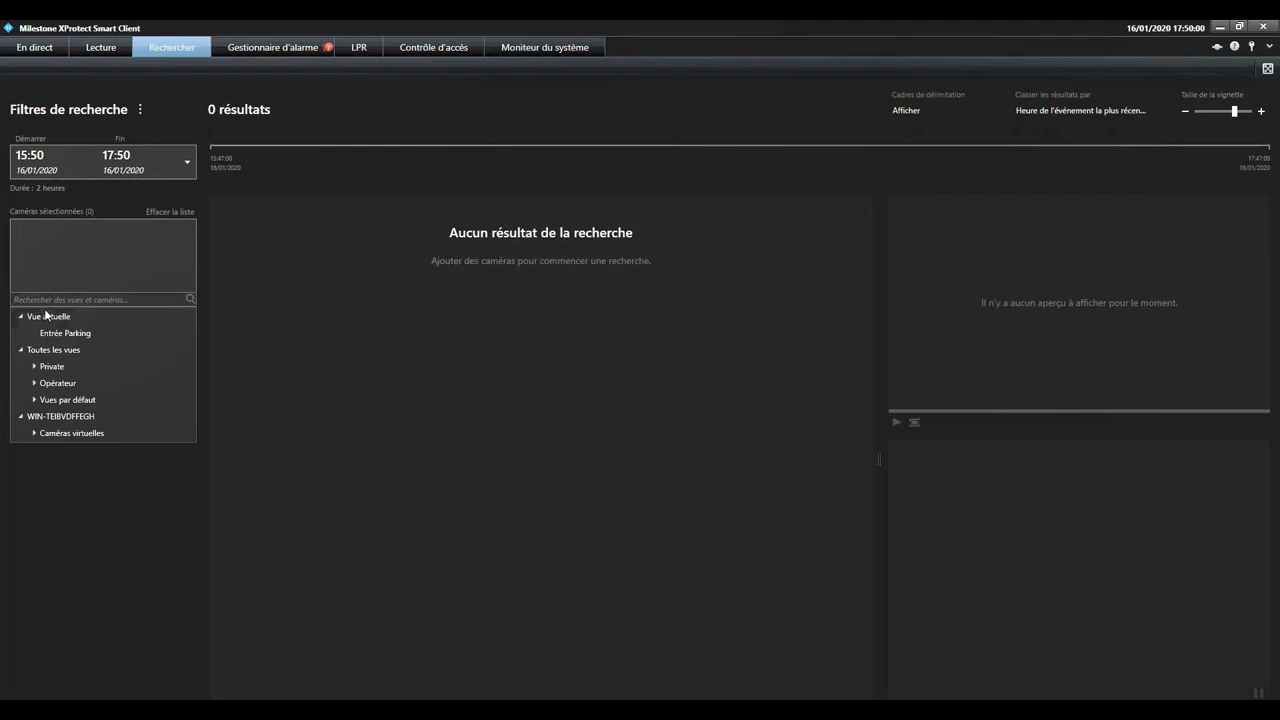 Milestone XProtect Smart Client
16/01/2020 17:50:00
En direct
Lecture
Rechercher
Gestionnaire d'alarme
LPR
Contrôle d'accès
Moniteur du système
Filtres de recherche
0 résultats
Cadres de délimitation
Afficher
Classer les résultats par
Heure de l'événement la plus récen...
Taille de la vignette
Démarrer
Fin
15:50
17:50
16/01/2020
16/01/2020
Durée : 2 heures
15:47:00
16/01/2020
17:47:00
16/01/2020
Caméras sélectionnées (0)
Effacer la liste
Rechercher des vues et caméras...
Vue actuelle
Entrée Parking
Toutes les vues
Private
Opérateur
Vues par défaut
WIN-TEIBVDFFEGH
Caméras virtuelles
Aucun résultat de la recherche
Ajouter des caméras pour commencer une recherche.
Il n'y a aucun aperçu à afficher pour le moment.